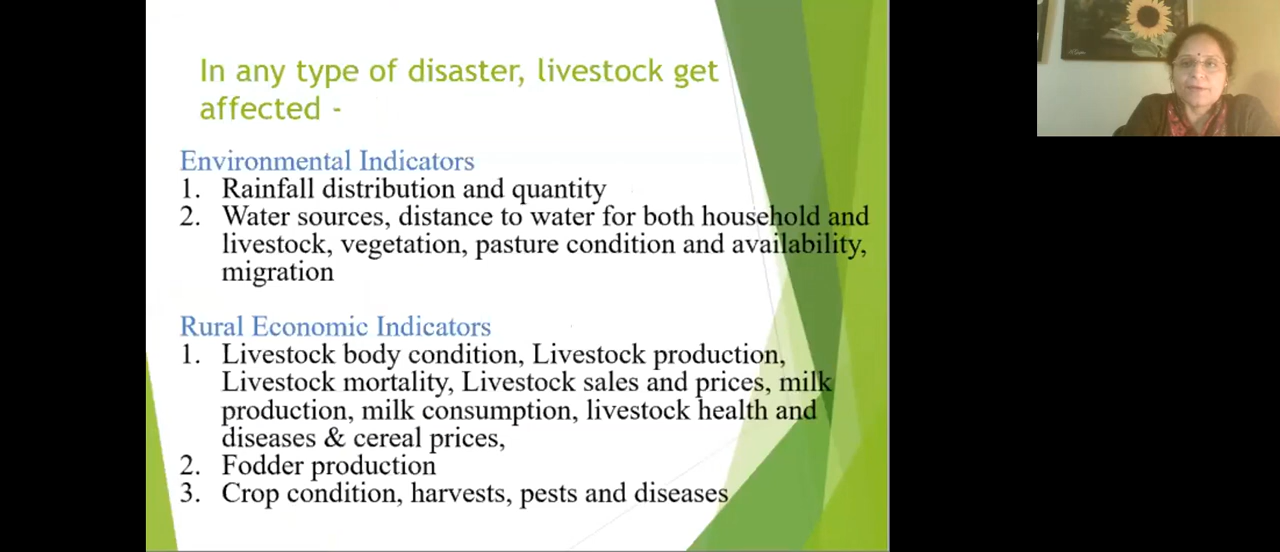 In any type of disaster, livestock get
affected -
Environmental Indicators
1. Rainfall distribution and quantity
2. Water sources, distance to water for both household and
livestock, vegetation, pasture condition and availability,
migration
Rural Economic Indicators
1. Livestock body condition, Livestock production,
Livestock mortality, Livestock sales and prices, milk
production, milk consumption, livestock health and
diseases & cereal prices,
2. Fodder production
3. Crop condition, harvests, pests and diseases